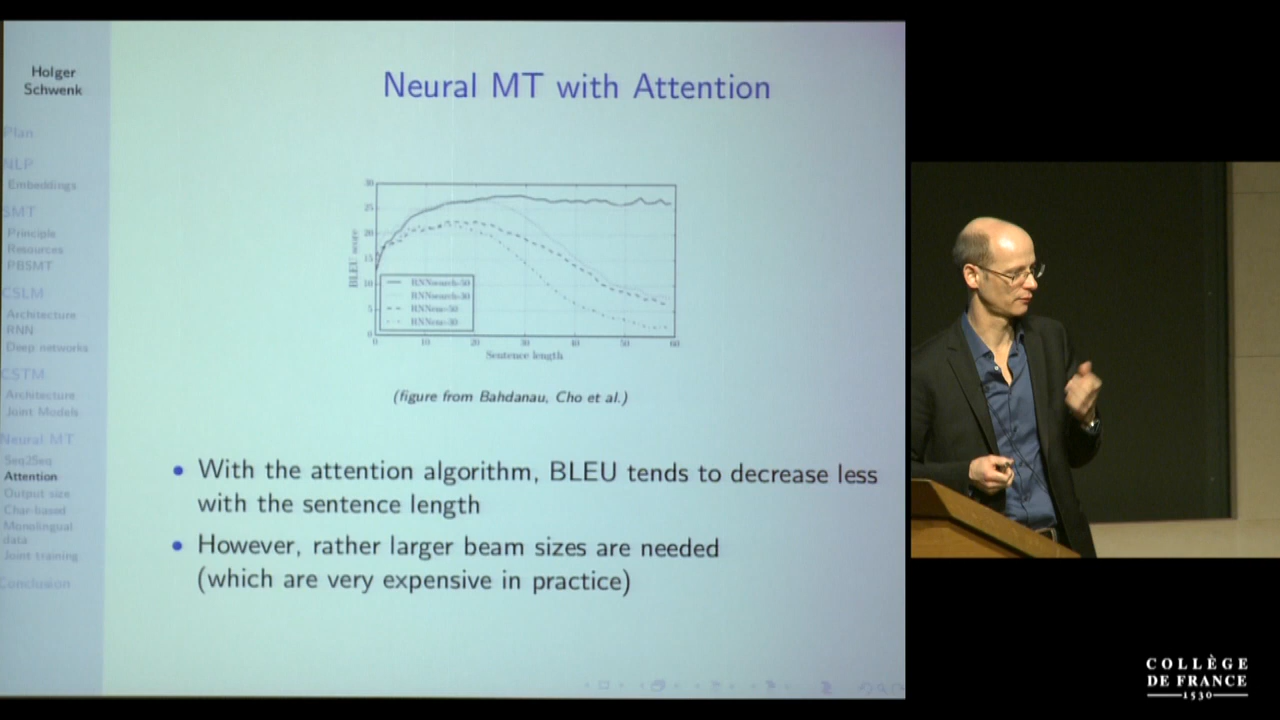 Holger
Schwenk
Plan
NLP
Embeddings
SMT
Principle
Resources
PBSMT
CSLM
Architecture
RNN
Deep networks
CSTM
Architecture
Joint Models
Neural MT
Seq2Seq
Attention
Output size
Char-based
Monolingual
data
Joint training
Conclusion
Neural MT with Attention
BLEU score
30
25
20
15
10
5
0
RNNsearch-50
RNNsearch-30
RNNenc-50
RNNenc-30
0 10 20 30 40 50 60
Sentence length
(figure from Bahdanau, Cho et al.)
With the attention algorithm, BLEU tends to decrease less
with the sentence length
However, rather larger beam sizes are needed
(which are very expensive in practice)
COLLÈGE
DE FRANCE
1530